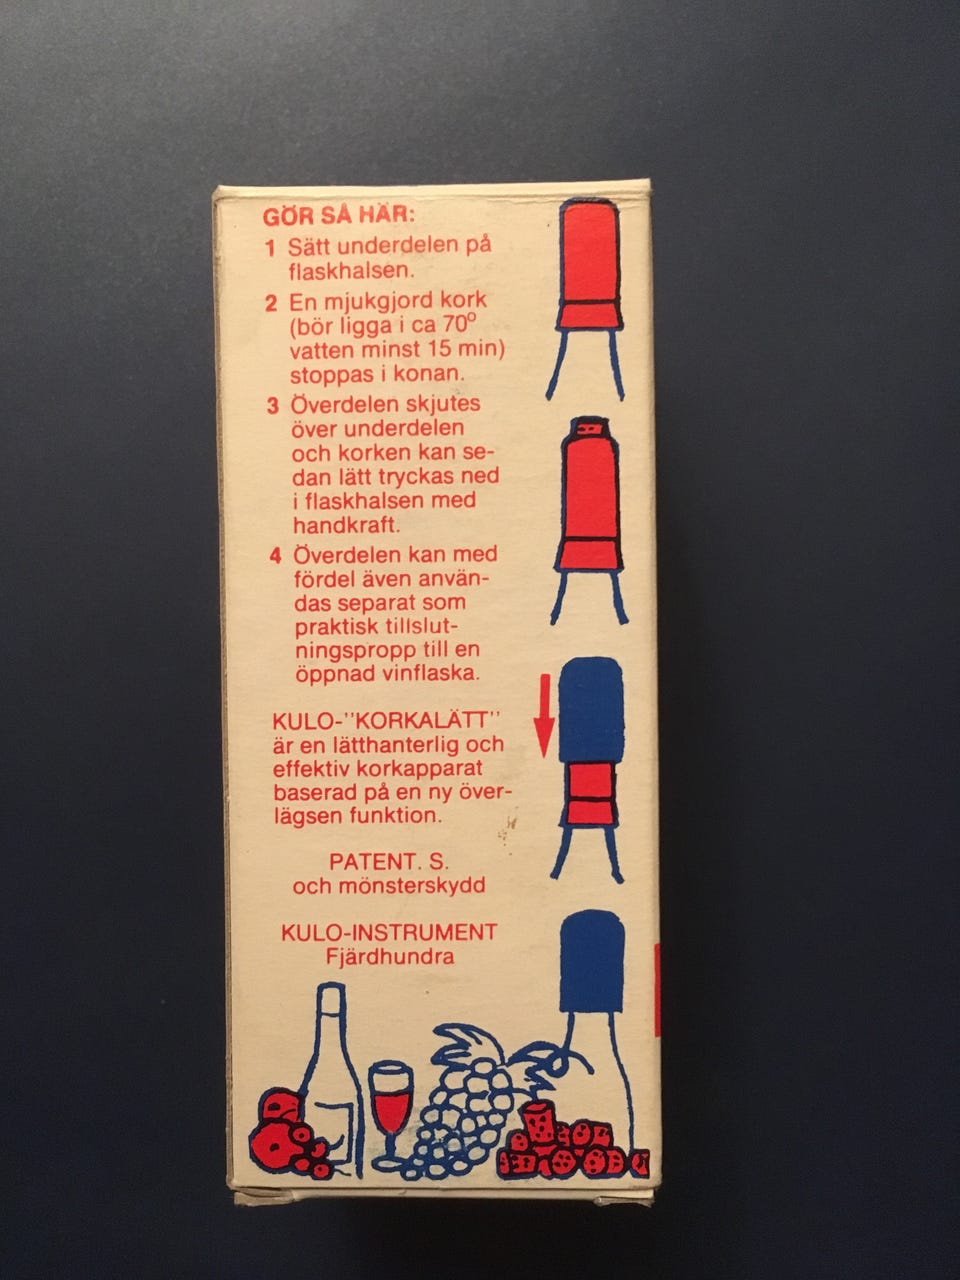 GÖR SÅ HÄR:
1 Sätt underdelen på
flaskhalsen.
2 En mjukgjord kork
(bör ligga i ca 70°
vatten minst 15 min)
stoppas i konan.
3 Överdelen skjutes
över underdelen
och korken kan se-
dan lätt tryckas ned
i flaskhalsen med
handkraft.
4 Överdelen kan med
fördel även använ-
das separat som
praktisk tillslut-
ningspropp till en
öppnad vinflaska.
KULO-"KORKALÄTT"
är en lätthanterlig och
effektiv korkapparat
baserad på en ny över-
lägsen funktion.
PATENT. S.
och mönsterskydd
KULO-INSTRUMENT
Fjärdhundra